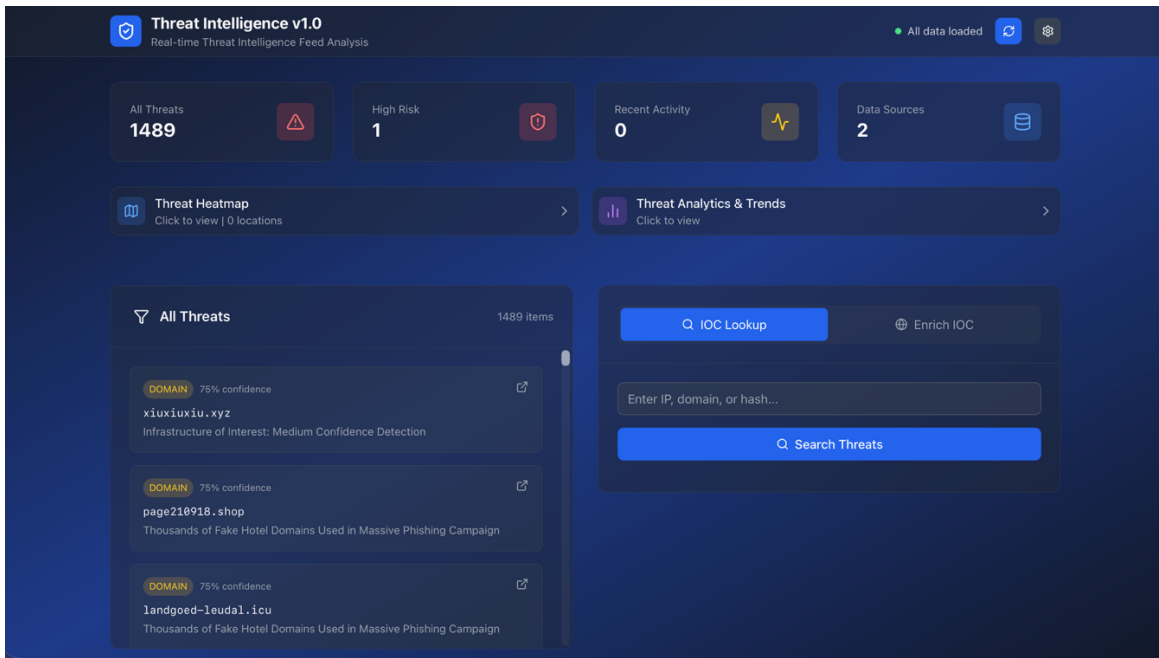 Threat Intelligence v1.0
Real-time Threat Intelligence Feed Analysis
All data loaded
All Threats
1489
High Risk
1
Recent Activity
0
Data Sources
2
Threat Heatmap
Click to view | 0 locations
Threat Analytics & Trends
Click to view
All Threats
1489 items
DOMAIN 75% confidence
xiuxiuxiu.xyz
Infrastructure of Interest: Medium Confidence Detection
DOMAIN 75% confidence
page210918.shop
Thousands of Fake Hotel Domains Used in Massive Phishing Campaign
DOMAIN 75% confidence
landgoed-leudal.icu
Thousands of Fake Hotel Domains Used in Massive Phishing Campaign
IOC Lookup
Enrich IOC
Enter IP, domain, or hash...
Search Threats